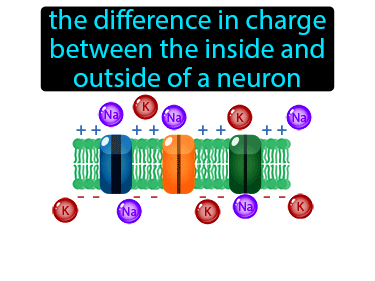 the difference in charge
between the inside and
outside of a neuron
Na K Na K Na
+ + + + + + + +
- - - - - - - -
K Na K Na K